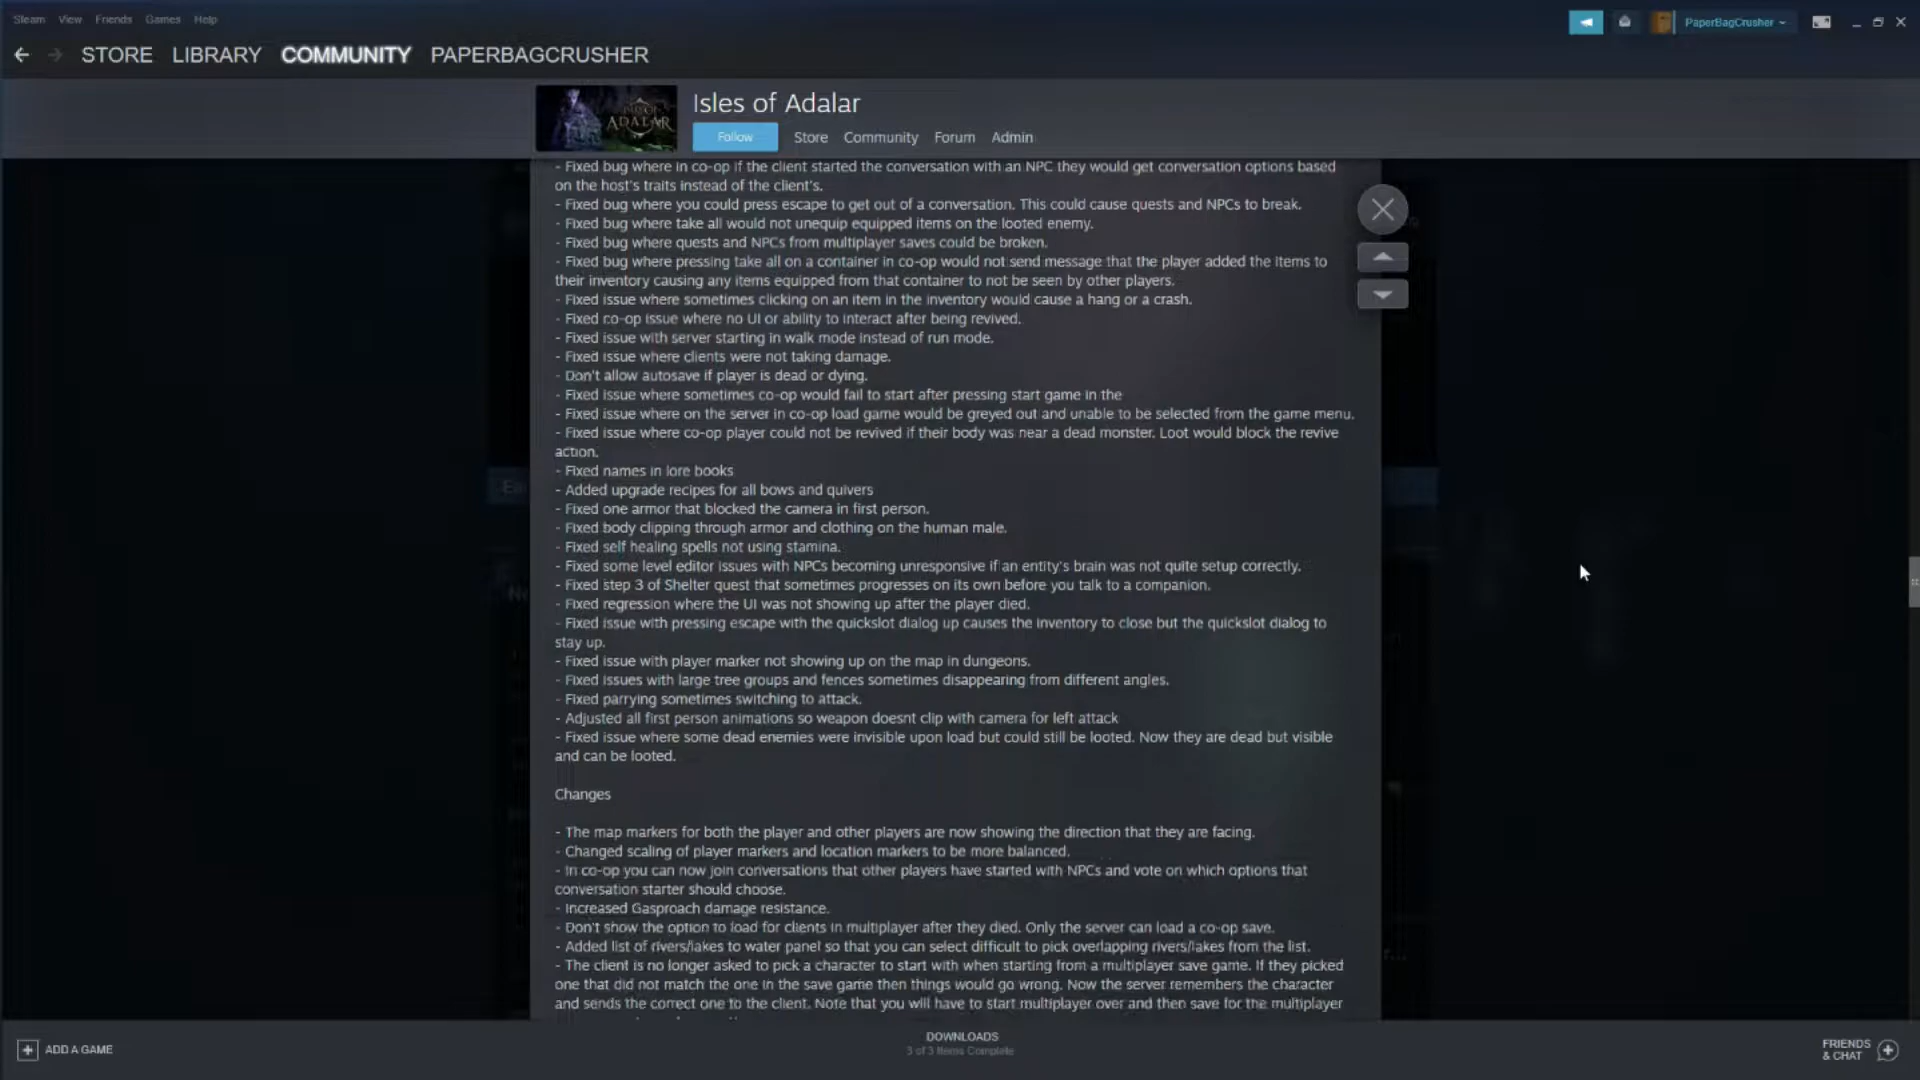 Steam View Friends Games Help
PaperBagCrusher
STORE LIBRARY COMMUNITY PAPERBAGCRUSHER
ADALAR
Isles of Adalar
Follow Store Community Forum Admin
- Fixed bug where in co-op if the client started the conversation with an NPC they would get conversation options based
on the host's traits instead of the client's.
- Fixed bug where you could press escape to get out of a conversation. This could cause quests and NPCs to break.
- Fixed bug where take all would not unequip equipped items on the looted enemy.
- Fixed bug where quests and NPCs from multiplayer saves could be broken.
- Fixed bug where pressing take all on a container in co-op would not send message that the player added the items to
their inventory causing any items equipped from that container to not be seen by other players.
- Fixed issue where sometimes clicking on an item in the inventory would cause a hang or a crash.
- Fixed co-op issue where no UI or ability to interact after being revived.
- Fixed issue with server starting in walk mode instead of run mode.
- Fixed issue where clients were not taking damage.
- Don't allow autosave if player is dead or dying.
- Fixed issue where sometimes co-op would fail to start after pressing start game in the
- Fixed issue where on the server in co-op load game would be greyed out and unable to be selected from the game menu.
- Fixed issue where co-op player could not be revived if their body was near a dead monster. Loot would block the revive
action.
- Fixed names in lore books
- Added upgrade recipes for all bows and quivers
- Fixed one armor that blocked the camera in first person.
- Fixed body clipping through armor and clothing on the human male.
- Fixed self healing spells not using stamina.
- Fixed some level editor issues with NPCs becoming unresponsive if an entity's brain was not quite setup correctly.
- Fixed step 3 of Shelter quest that sometimes progresses on its own before you talk to a companion.
- Fixed regression where the UI was not showing up after the player died.
- Fixed issue with pressing escape with the quickslot dialog up causes the inventory to close but the quickslot dialog to
stay up.
- Fixed issue with player marker not showing up on the map in dungeons.
- Fixed issues with large tree groups and fences sometimes disappearing from different angles.
- Fixed parrying sometimes switching to attack.
- Adjusted all first person animations so weapon doesnt clip with camera for left attack
- Fixed issue where some dead enemies were invisible upon load but could still be looted. Now they are dead but visible
and can be looted.
Changes
- The map markers for both the player and other players are now showing the direction that they are facing.
- Changed scaling of player markers and location markers to be more balanced.
- In co-op you can now join conversations that other players have started with NPCs and vote on which options that
conversation starter should choose.
- Increased Gasproach damage resistance.
- Don't show the option to load for clients in multiplayer after they died. Only the server can load a co-op save.
- Added list of rivers/lakes to water panel so that you can select difficult to pick overlapping rivers/lakes from the list.
- The client is no longer asked to pick a character to start with when starting from a multiplayer save game. If they picked
one that did not match the one in the save game then things would go wrong. Now the server remembers the character
and sends the correct one to the client. Note that you will have to start multiplayer over and then save for the multiplayer
ADD A GAME
DOWNLOADS
3 of 3 Items Complete
FRIENDS
& CHAT